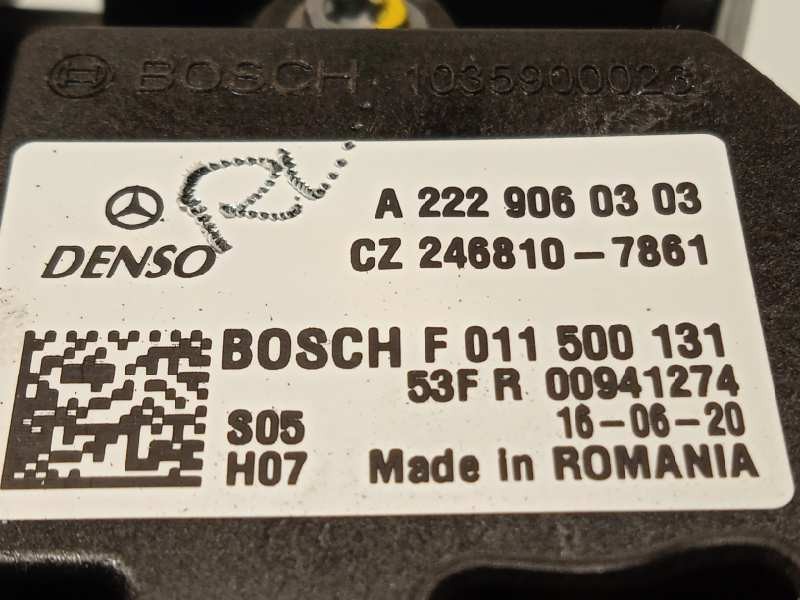 BOSCH 1035900023
A 222 906 03 03
DENSO CZ 246810-7861
BOSCH F 011 500 131
53F R 00941274
S05 16-06-20
H07 Made in ROMANIA